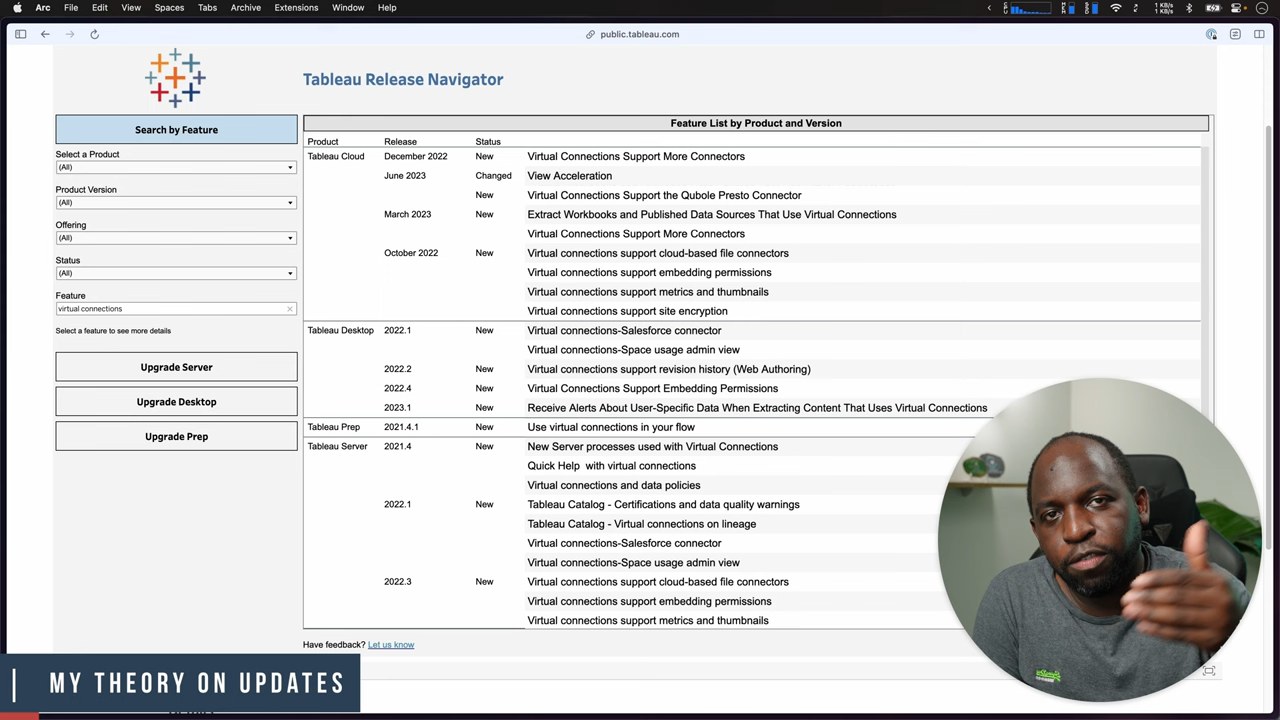 Arc File Edit View Spaces Tabs Archive Extensions Window Help
1 KB/s
1 KB/s
public.tableau.com
Tableau Release Navigator
Search by Feature
Select a Product
(All)
Product Version
(All)
Offering
(All)
Status
(All)
Feature
virtual connections
Select a feature to see more details
Upgrade Server
Upgrade Desktop
Upgrade Prep
Feature List by Product and Version
Product Release Status
Tableau Cloud December 2022 New Virtual Connections Support More Connectors
June 2023 Changed View Acceleration
New Virtual Connections Support the Qubole Presto Connector
March 2023 New Extract Workbooks and Published Data Sources That Use Virtual Connections
Virtual Connections Support More Connectors
October 2022 New Virtual connections support cloud-based file connectors
Virtual connections support embedding permissions
Virtual connections support metrics and thumbnails
Virtual connections support site encryption
Tableau Desktop 2022.1 New Virtual connections-Salesforce connector
Virtual connections-Space usage admin view
2022.2 New Virtual connections support revision history (Web Authoring)
2022.4 New Virtual Connections Support Embedding Permissions
2023.1 New Receive Alerts About User-Specific Data When Extracting Content That Uses Virtual Connections
Tableau Prep 2021.4.1 New Use virtual connections in your flow
Tableau Server 2021.4 New New Server processes used with Virtual Connections
Quick Help with virtual connections
Virtual connections and data policies
2022.1 New Tableau Catalog - Certifications and data quality warnings
Tableau Catalog - Virtual connections on lineage
Virtual connections-Salesforce connector
Virtual connections-Space usage admin view
2022.3 New Virtual connections support cloud-based file connectors
Virtual connections support embedding permissions
Virtual connections support metrics and thumbnails
Have feedback? Let us know
MY THEORY ON UPDATES